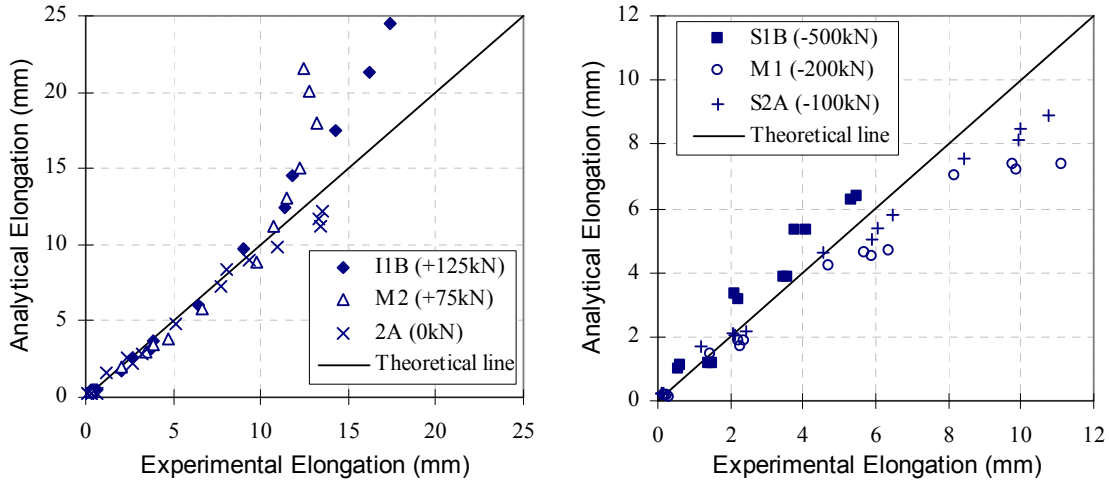 25
20
15
10
5
0
Analytical Elongation (mm)
I1B (+125kN)
M2 (+75kN)
2A (0kN)
Theoretical line
0 5 10 15 20 25
Experimental Elongation (mm)
12
10
8
6
4
2
0
Analytical Elongation (mm)
S1B (-500kN)
M1 (-200kN)
S2A (-100kN)
Theoretical line
0 2 4 6 8 10 12
Experimental Elongation (mm)